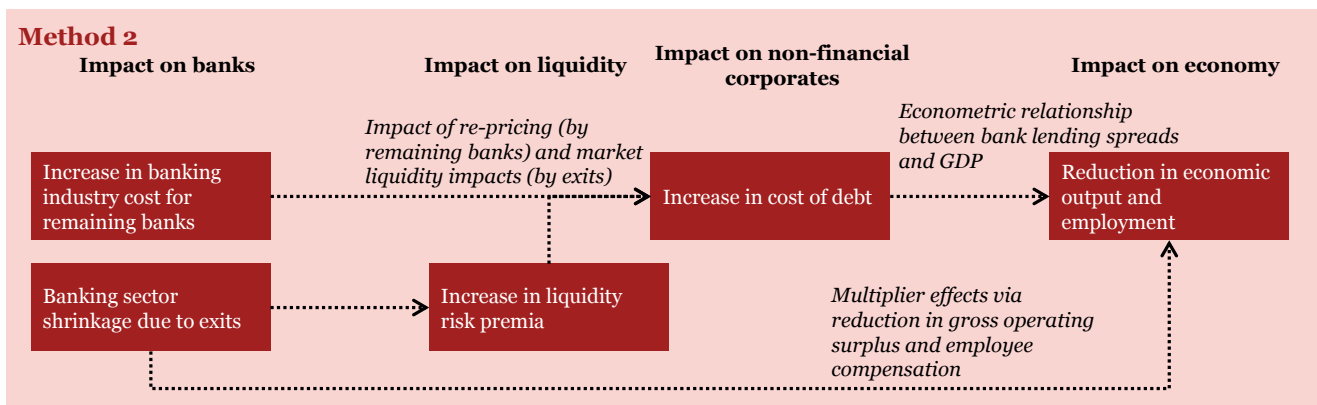 Method 2
Impact on banks
Impact on liquidity
Impact on non-financial
corporates
Impact on economy
Impact of re-pricing (by
remaining banks) and market
liquidity impacts (by exits)
Econometric relationship
between bank lending spreads
and GDP
Increase in banking
industry cost for
remaining banks
Increase in cost of debt
Reduction in economic
output and
employment
Banking sector
shrinkage due to exits
Increase in liquidity
risk premia
Multiplier effects via
reduction in gross operating
surplus and employee
compensation